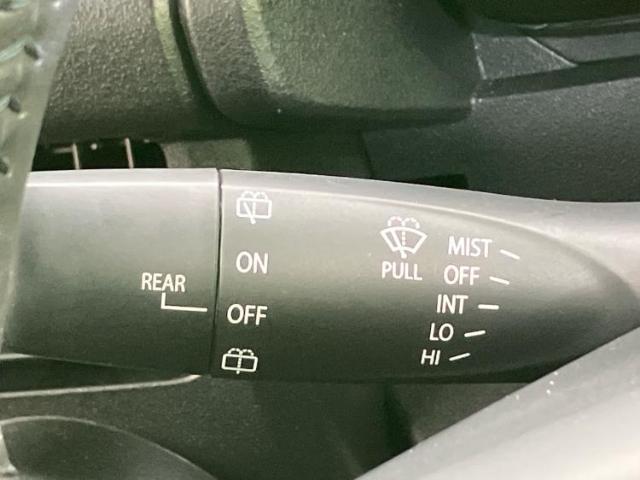 REAR
ON
OFF
PULL
MIST
OFF
INT
LO
HI